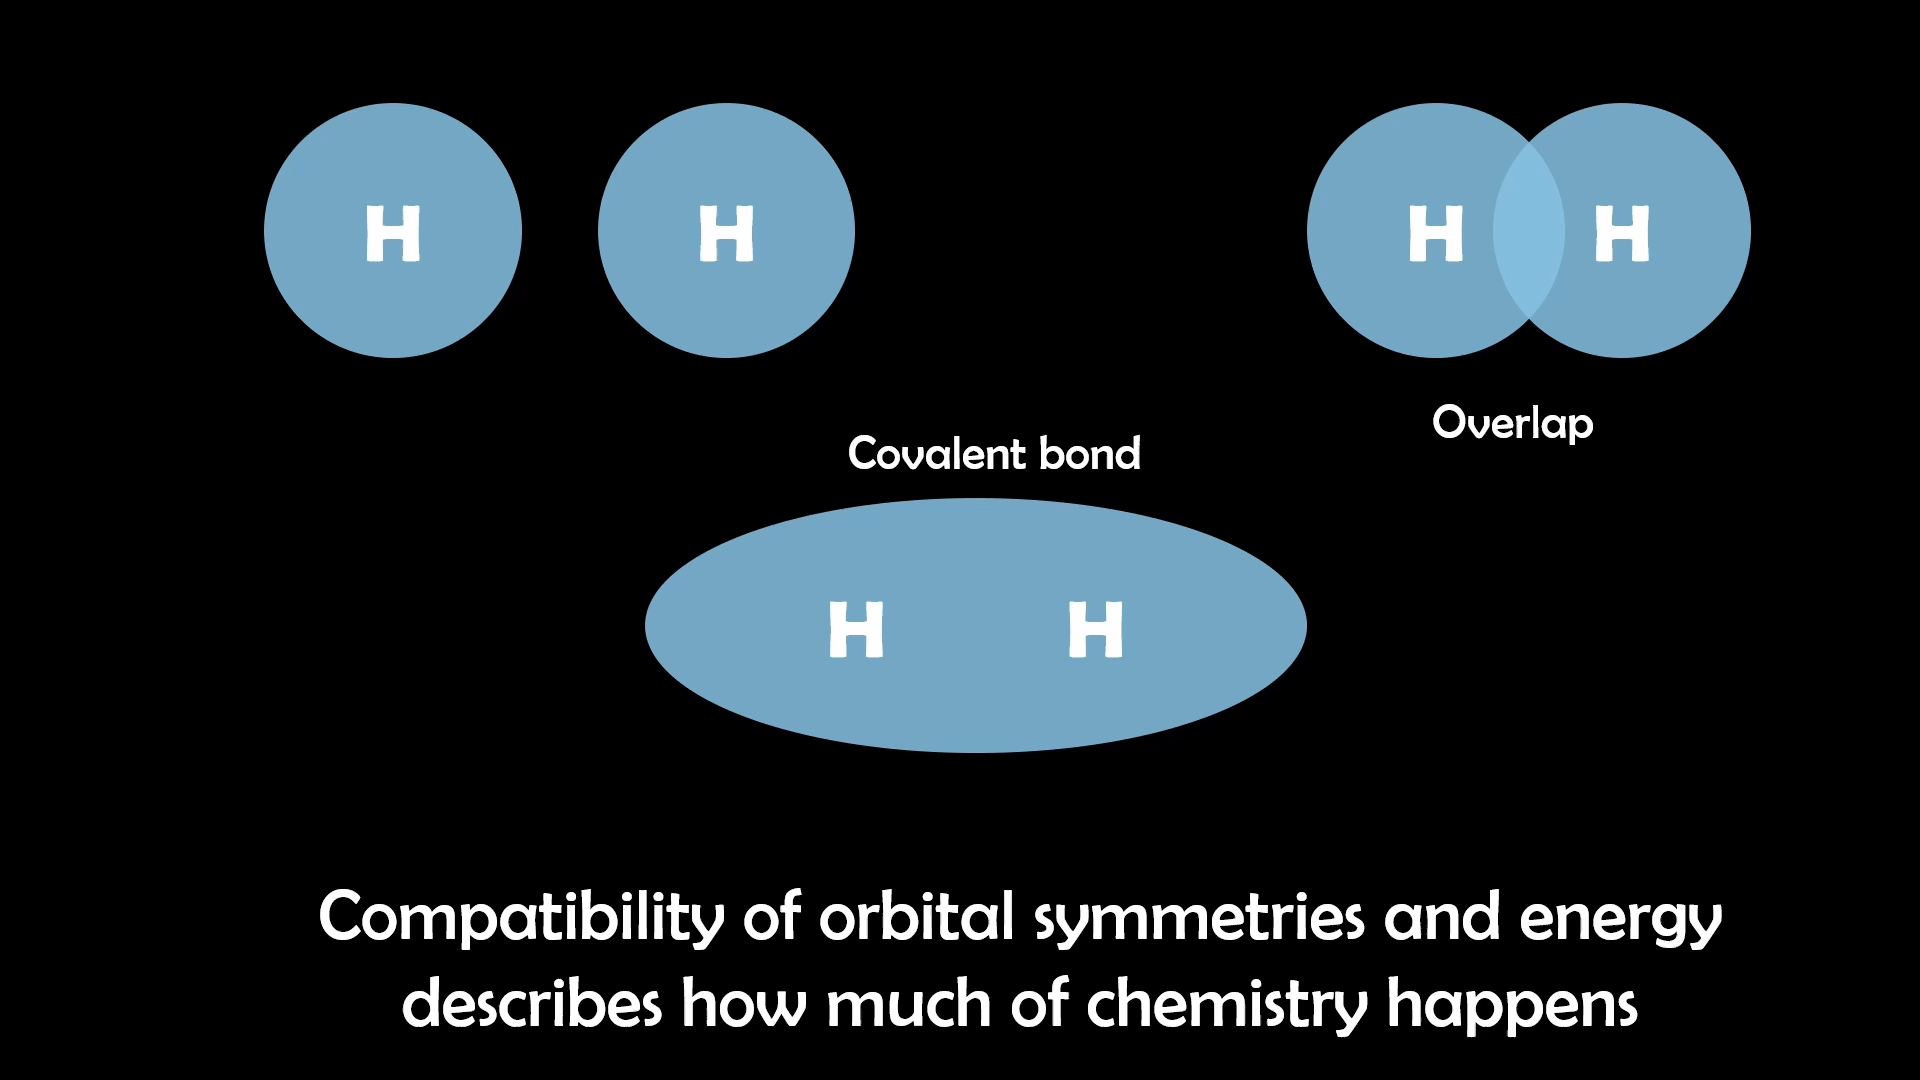 H H H H
Overlap
Covalent bond
H H
Compatibility of orbital symmetries and energy
describes how much of chemistry happens